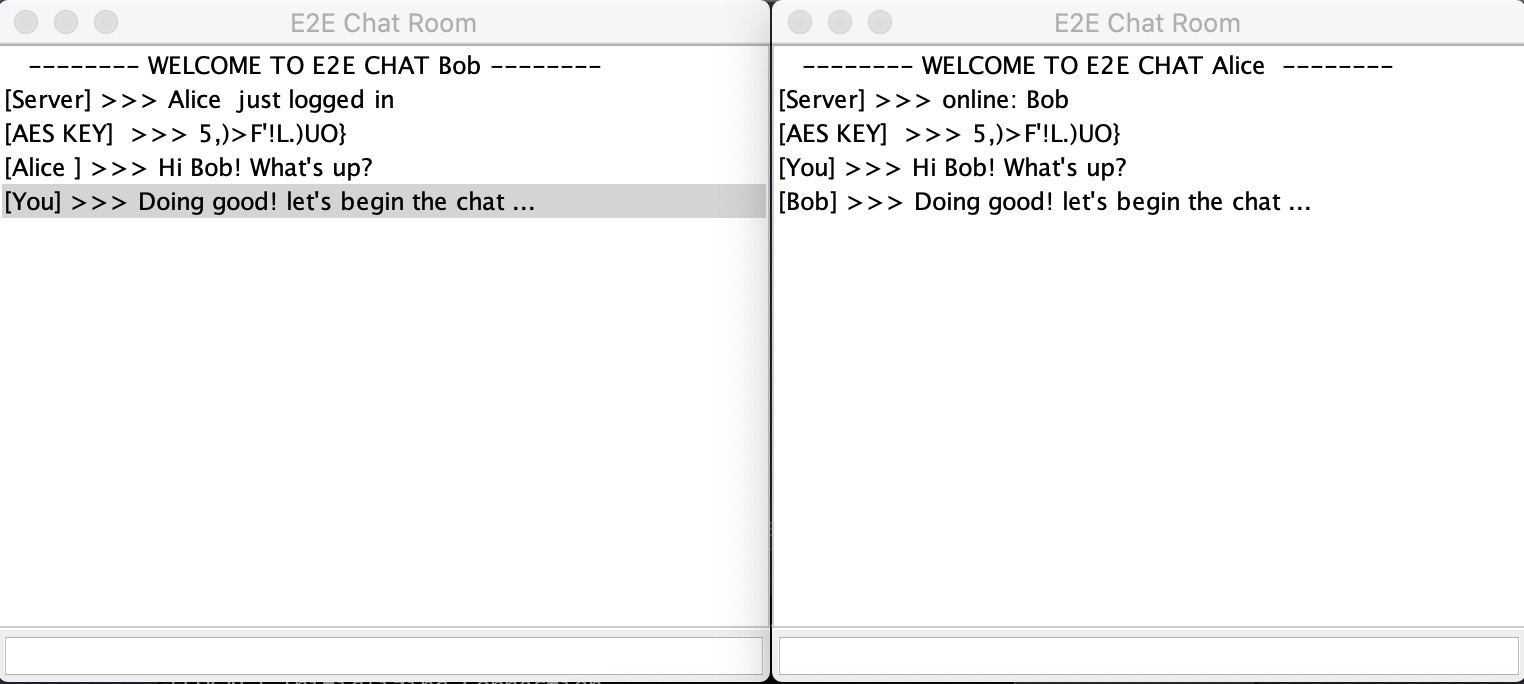 E2E Chat Room
-------- WELCOME TO E2E CHAT Bob --------
[Server] >>> Alice  just logged in
[AES KEY]  >>> 5,)>F'!L.)UO}
[Alice ] >>> Hi Bob! What's up?
[You] >>> Doing good! let's begin the chat ...
E2E Chat Room
-------- WELCOME TO E2E CHAT Alice  --------
[Server] >>> online: Bob
[AES KEY]  >>> 5,)>F'!L.)UO}
[You] >>> Hi Bob! What's up?
[Bob] >>> Doing good! let's begin the chat ...